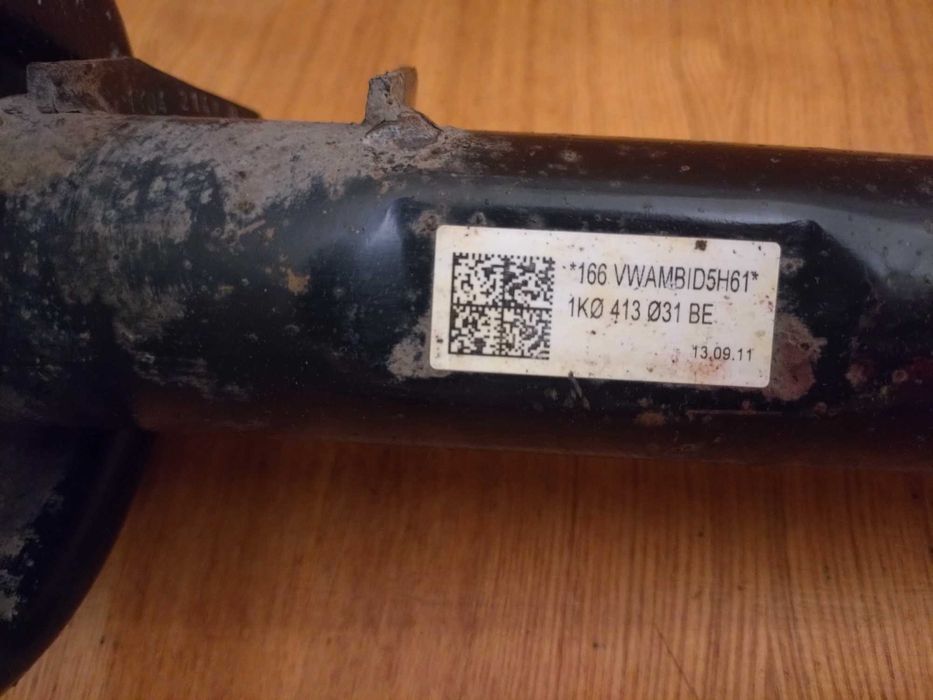 *166 VWAMBID5H61*
1KØ 413 Ø31 BE
13.09.11